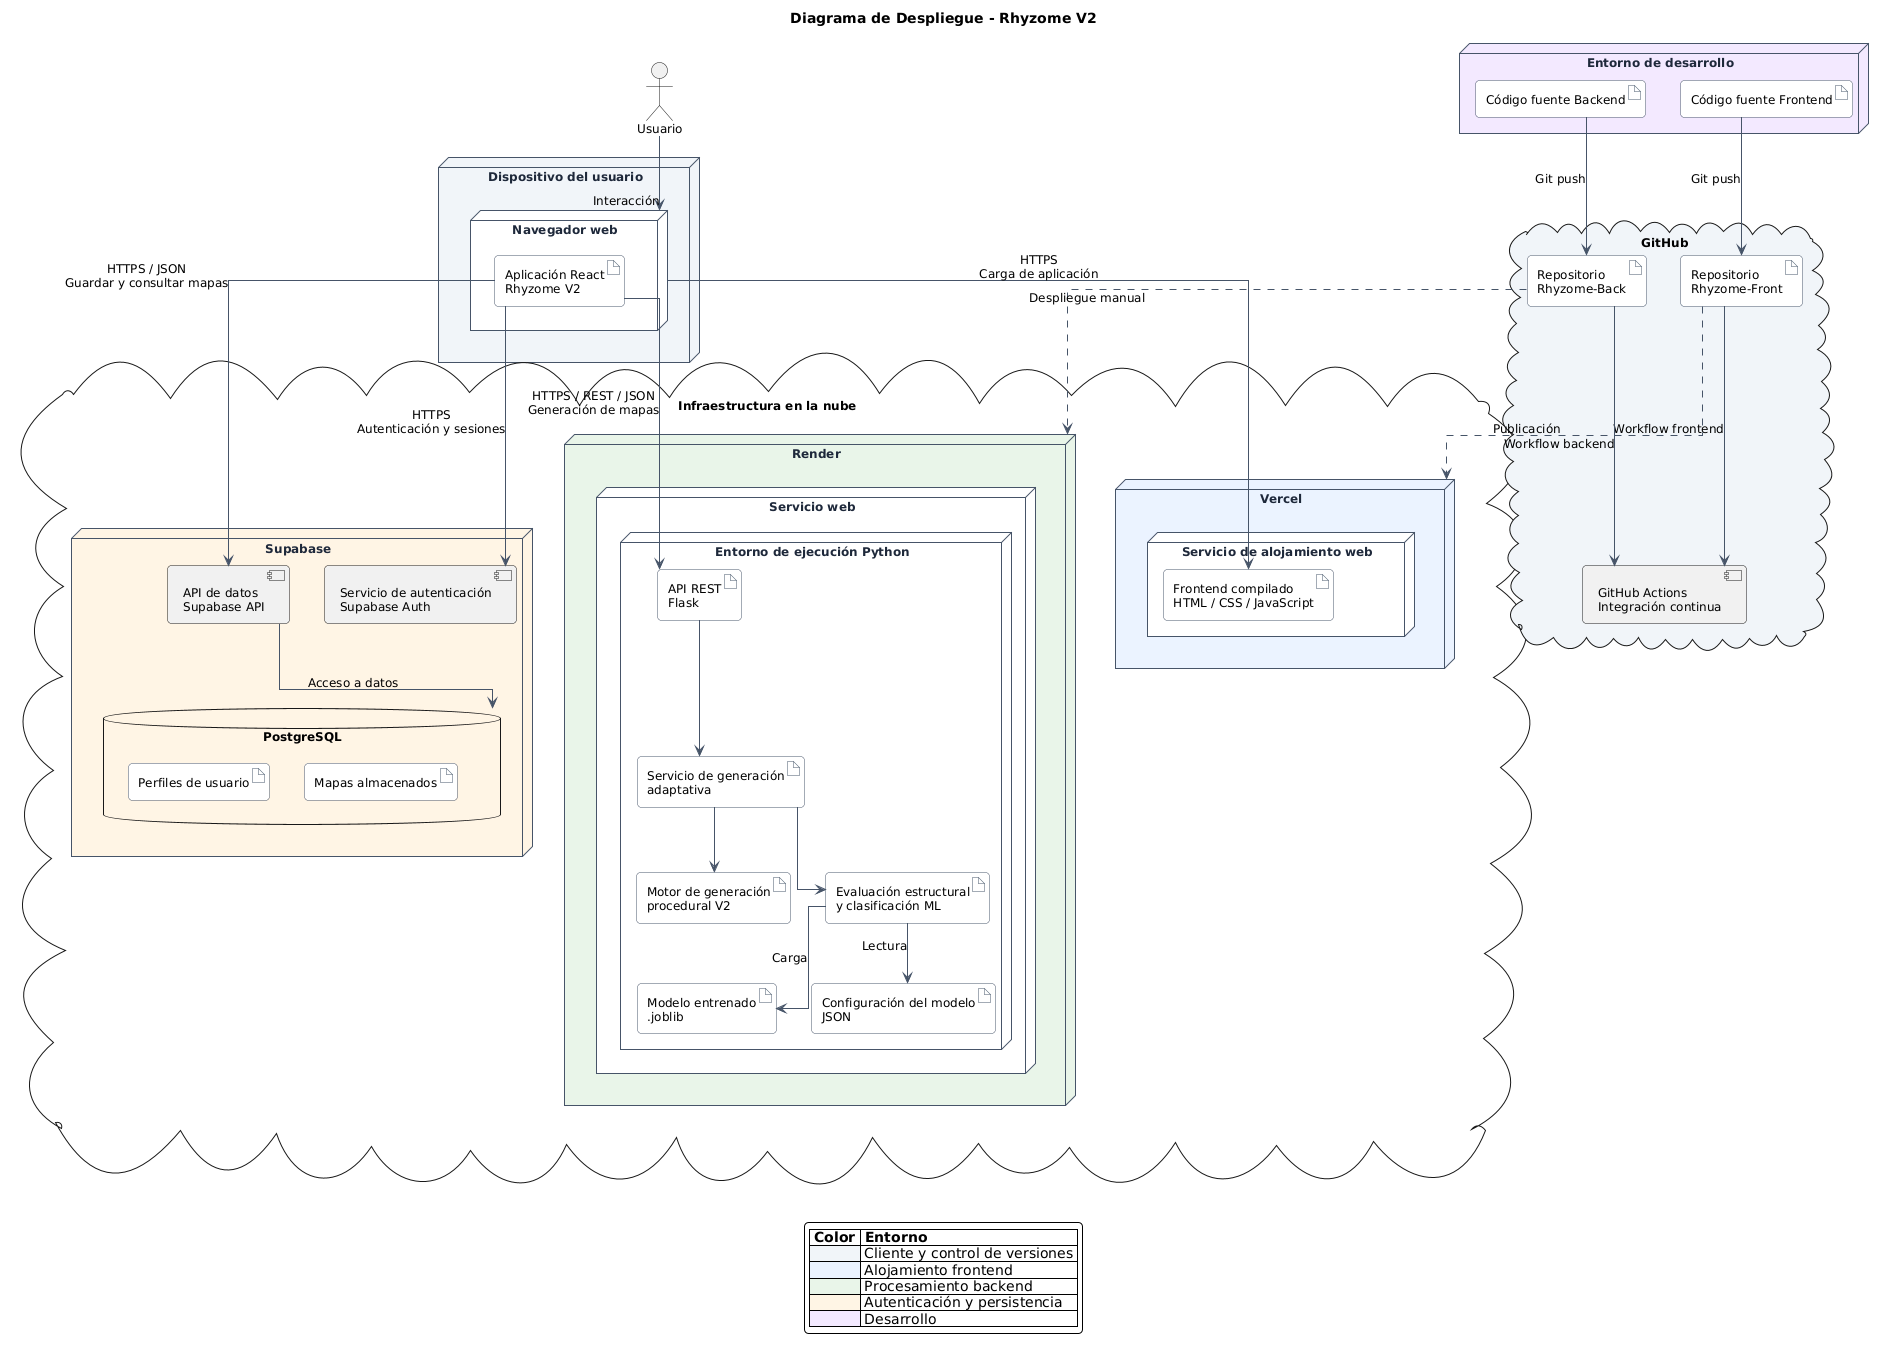 Diagrama de Despliegue - Rhyzome V2
Entorno de desarrollo
Código fuente Backend
Código fuente Frontend
Usuario
Git push
Git push
Dispositivo del usuario
Interacción
Navegador web
Aplicación React
Rhyzome V2
GitHub
Repositorio
Rhyzome-Back
Repositorio
Rhyzome-Front
HTTPS / JSON
Guardar y consultar mapas
HTTPS
Carga de aplicación
Despliegue manual
HTTPS
Autenticación y sesiones
HTTPS / REST / JSON
Generación de mapas
Infraestructura en la nube
Publicación
Workflow frontend
Workflow backend
Render
Servicio web
Entorno de ejecución Python
API REST
Flask
Servicio de generación
adaptativa
Motor de generación
procedural V2
Evaluación estructural
y clasificación ML
Carga
Lectura
Modelo entrenado
.joblib
Configuración del modelo
JSON
Vercel
Servicio de alojamiento web
Frontend compilado
HTML / CSS / JavaScript
GitHub Actions
Integración continua
Supabase
API de datos
Supabase API
Servicio de autenticación
Supabase Auth
Acceso a datos
PostgreSQL
Perfiles de usuario
Mapas almacenados
Color Entorno
Cliente y control de versiones
Alojamiento frontend
Procesamiento backend
Autenticación y persistencia
Desarrollo